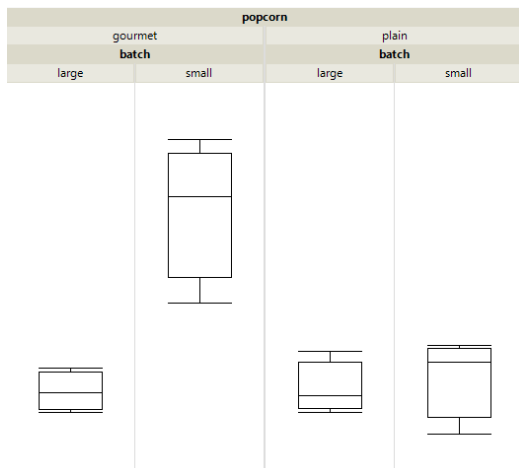 popcorn
gourmet plain
batch batch
large small large small